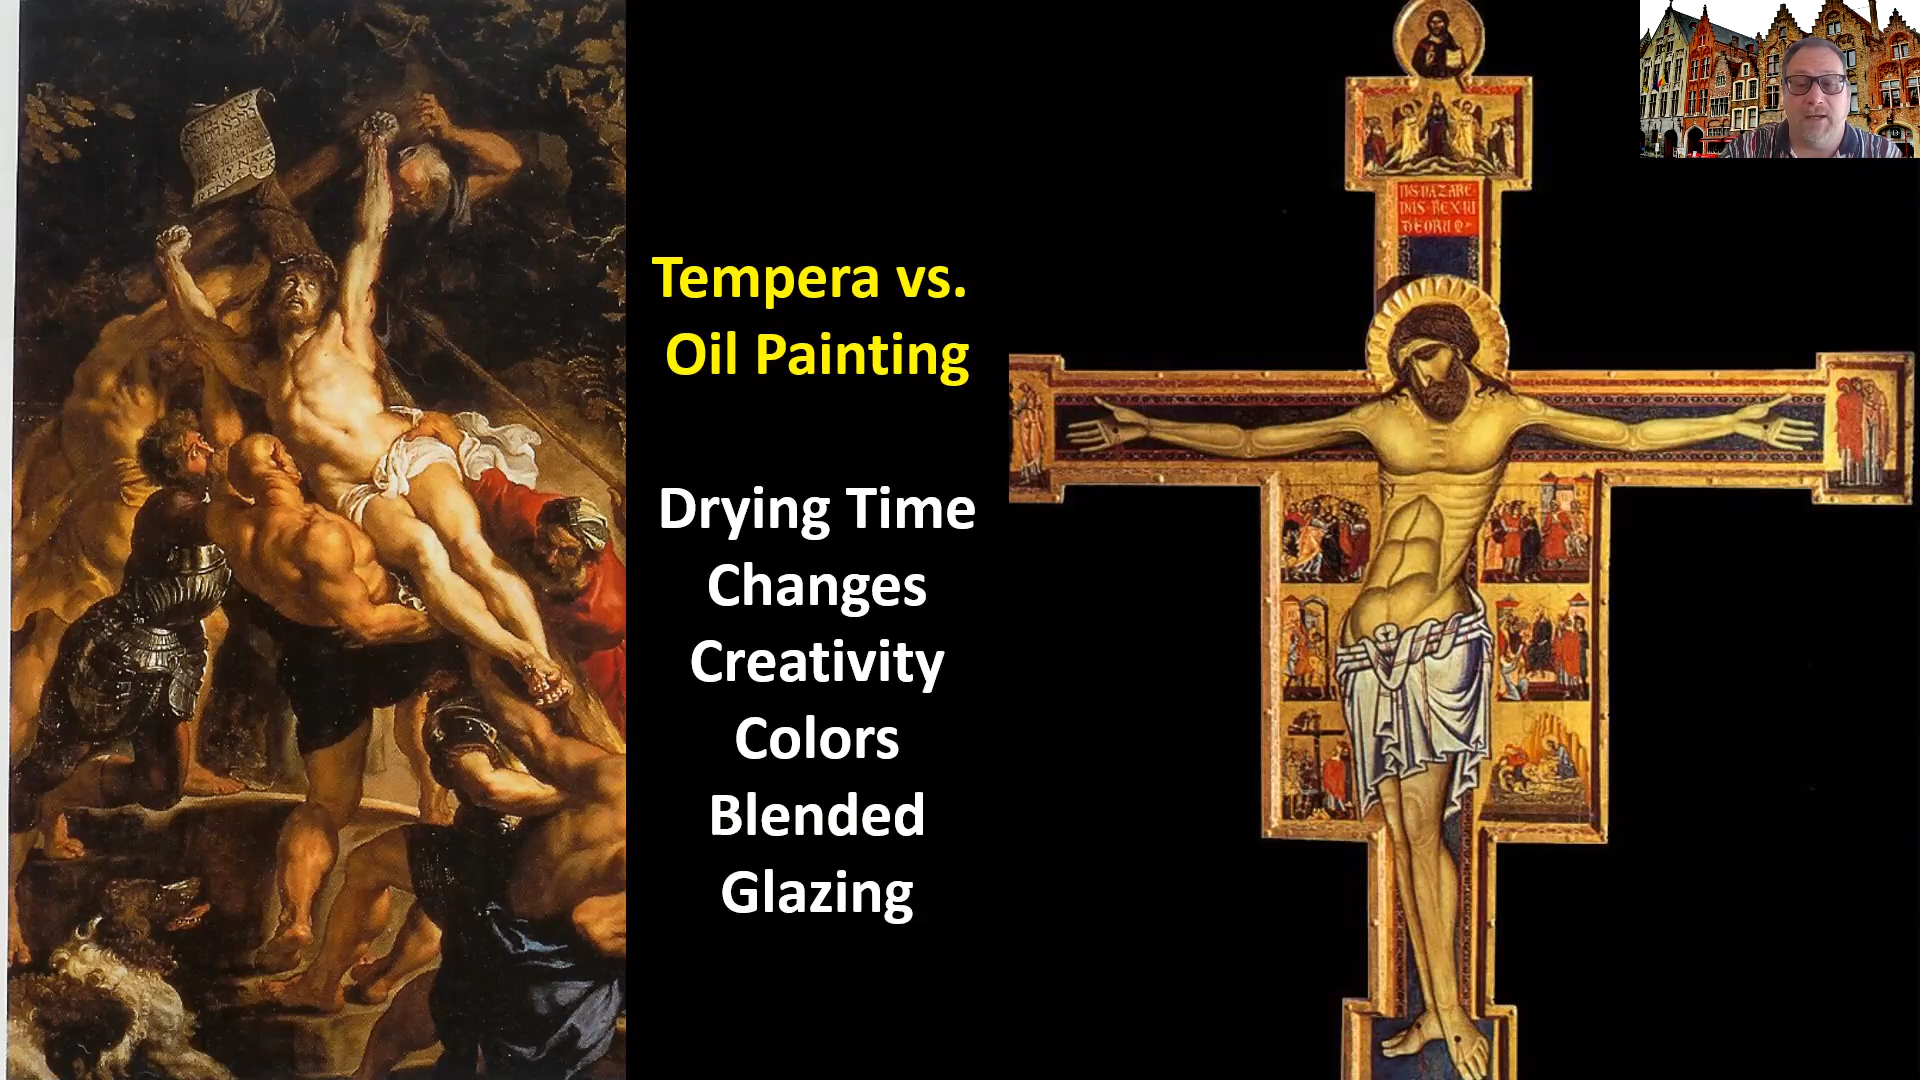 Tempera vs.
Oil Painting
Drying Time
Changes
Creativity
Colors
Blended
Glazing